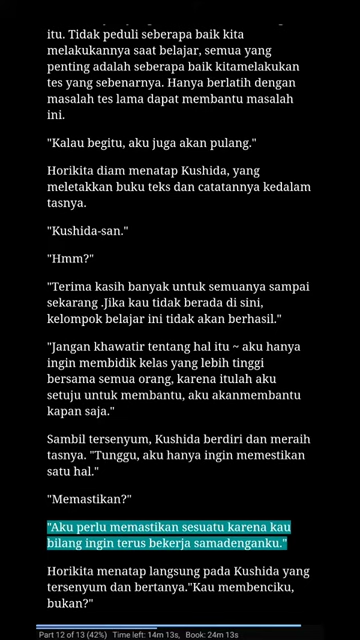 itu. Tidak peduli seberapa baik kita
melakukannya saat belajar, semua yang
penting adalah seberapa baik kitamelakukan
tes yang sebenarnya. Hanya berlatih dengan
masalah tes lama dapat membantu masalah
ini.
"Kalau begitu, aku juga akan pulang."
Horikita diam menatap Kushida, yang
meletakkan buku teks dan catatannya kedalam
tasnya.
"Kushida-san."
"Hmm?"
"Terima kasih banyak untuk semuanya sampai
sekarang .Jika kau tidak berada di sini,
kelompok belajar ini tidak akan berhasil."
"Jangan khawatir tentang hal itu ~ aku hanya
ingin membidik kelas yang lebih tinggi
bersama semua orang, karena itulah aku
setuju untuk membantu, aku akanmembantu
kapan saja."
Sambil tersenyum, Kushida berdiri dan meraih
tasnya. "Tunggu, aku hanya ingin memestikan
satu hal."
"Memastikan?"
"Aku perlu memastikan sesuatu karena kau
bilang ingin terus bekerja samadenganku."
Horikita menatap langsung pada Kushida yang
tersenyum dan bertanya."Kau membenciku,
bukan?"
Part 12 of 13 (42%) Time left: 14m 13s, Book: 24m 13s